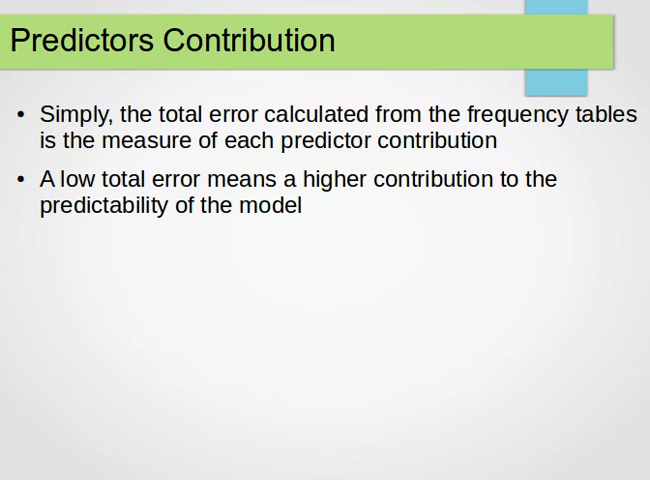 Predictors Contribution
• Simply, the total error calculated from the frequency tables
is the measure of each predictor contribution
• A low total error means a higher contribution to the
predictability of the model